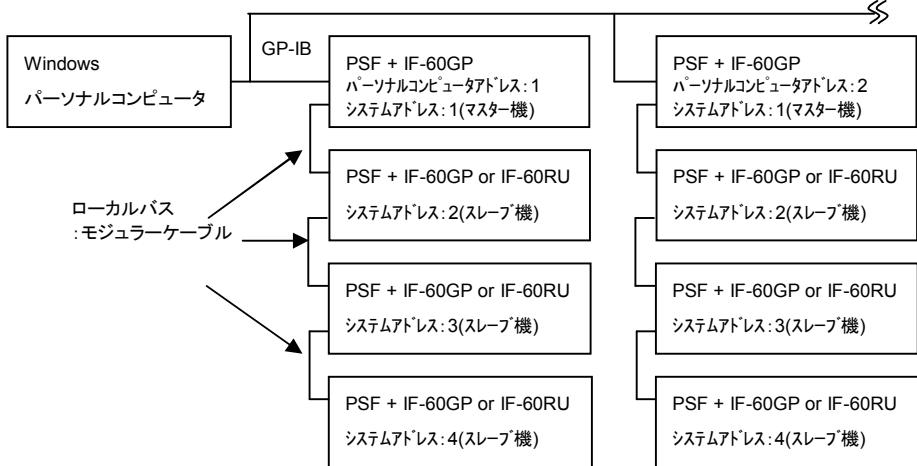 GP-IB
Windows
パーソナルコンピュータ
PSF + IF-60GP
ﾊﾟｰｿﾅﾙｺﾝﾋﾟｭｰﾀｱﾄﾞﾚｽ:1
ｼｽﾃﾑｱﾄﾞﾚｽ:1(ﾏｽﾀｰ機)
PSF + IF-60GP or IF-60RU
ｼｽﾃﾑｱﾄﾞﾚｽ:2(ｽﾚｰﾌﾞ機)
PSF + IF-60GP or IF-60RU
ｼｽﾃﾑｱﾄﾞﾚｽ:3(ｽﾚｰﾌﾞ機)
PSF + IF-60GP or IF-60RU
ｼｽﾃﾑｱﾄﾞﾚｽ:4(ｽﾚｰﾌﾞ機)
ローカルバス
:モジュラーケーブル
PSF + IF-60GP
ﾊﾟｰｿﾅﾙｺﾝﾋﾟｭｰﾀｱﾄﾞﾚｽ:2
ｼｽﾃﾑｱﾄﾞﾚｽ:1(ﾏｽﾀｰ機)
PSF + IF-60GP or IF-60RU
ｼｽﾃﾑｱﾄﾞﾚｽ:2(ｽﾚｰﾌﾞ機)
PSF + IF-60GP or IF-60RU
ｼｽﾃﾑｱﾄﾞﾚｽ:3(ｽﾚｰﾌﾞ機)
PSF + IF-60GP or IF-60RU
ｼｽﾃﾑｱﾄﾞﾚｽ:4(ｽﾚｰﾌﾞ機)